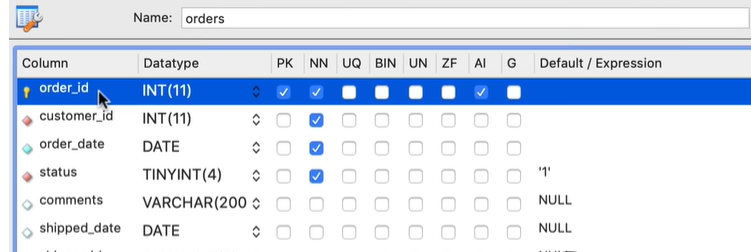 Name: orders
Column Datatype PK NN UQ BIN UN ZF AI G Default / Expression
order_id INT(11)
customer_id INT(11)
order_date DATE
status TINYINT(4) '1'
comments VARCHAR(200 NULL
shipped_date DATE NULL